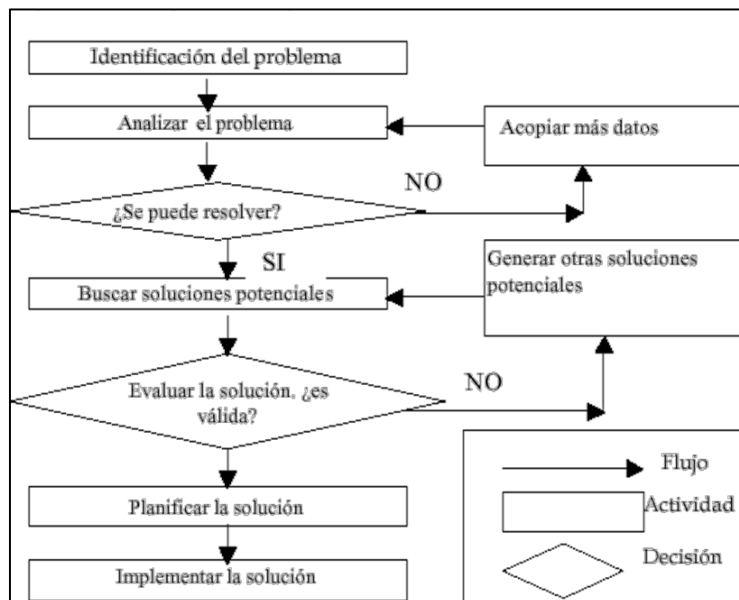 Identificación del problema
Analizar el problema
Acopiar más datos
NO
¿Se puede resolver?
SI
Generar otras soluciones
potenciales
Buscar soluciones potenciales
NO
Evaluar la solución, ¿es
válida?
Flujo
Planificar la solución
Actividad
Decisión
Implementar la solución